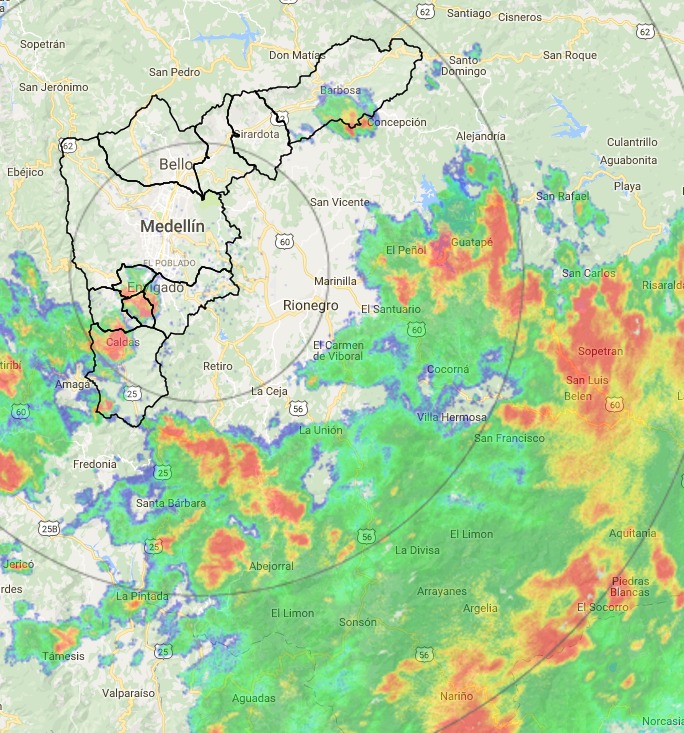 62
Santiago
Cisneros
62
Sopetrán
Don Matías
San Roque
San Pedro
Santo
Domingo
San Jerónimo
Barbosa
Concepción
Girardota
Alejandría
62
Culantrillo
Aguabonita
Bello
Ebéjico
Playa
San Rafael
San Vicente
Medellín
60
Guatapé
El Peñol
EL POBLADO
San Carlos
Envigado
Marinilla
Risaralda
Rionegro
El Santuario
60
Caldas
El Carmen
de Viboral
Sopetran
Retiro
Cocorná
San Luis
Amagá
25
La Ceja
Belén
60
60
56
Villa Hermosa
La Unión
San Francisco
Fredonia
25
Santa Bárbara
25B
El Limon
Aquitania
56
25
La Divisa
Jericó
Abejorral
Piedras
Blancas
La Pintada
Arrayanes
Argelia
El Socorro
El Limon
Sonsón
25
56
Támesis
Valparaíso
Aguadas
Nariño
Norcasia